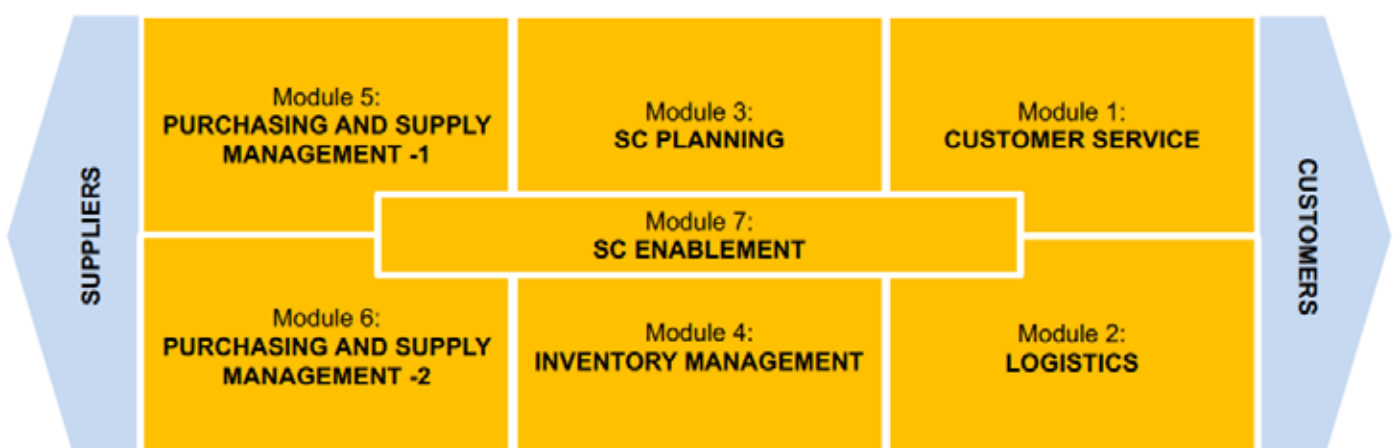 SUPPLIERS
Module 5:
PURCHASING AND SUPPLY
MANAGEMENT -1
Module 3:
SC PLANNING
Module 1:
CUSTOMER SERVICE
Module 7:
SC ENABLEMENT
Module 6:
PURCHASING AND SUPPLY
MANAGEMENT -2
Module 4:
INVENTORY MANAGEMENT
Module 2:
LOGISTICS
CUSTOMERS